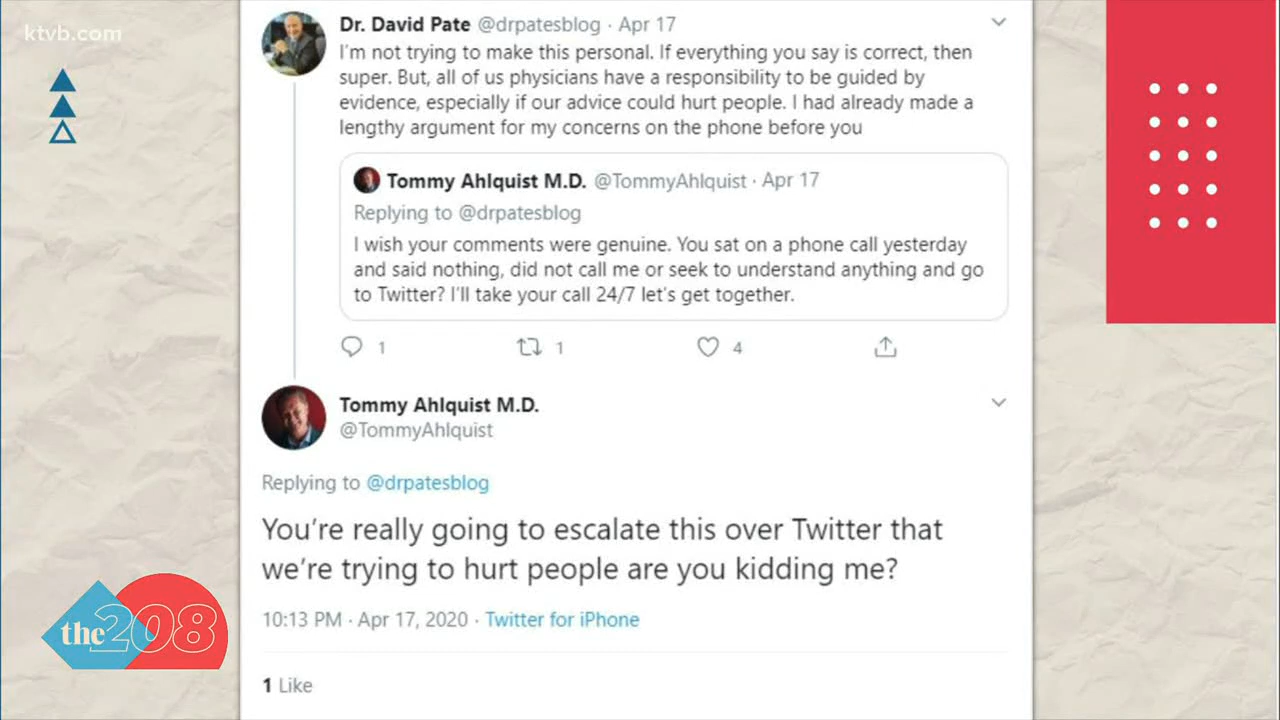 ktvb.com
Dr. David Pate @drpatesblog · Apr 17
I'm not trying to make this personal. If everything you say is correct, then
super. But, all of us physicians have a responsibility to be guided by
evidence, especially if our advice could hurt people. I had already made a
lengthy argument for my concerns on the phone before you
Tommy Ahlquist M.D. @TommyAhlquist · Apr 17
Replying to @drpatesblog
I wish your comments were genuine. You sat on a phone call yesterday
and said nothing, did not call me or seek to understand anything and go
to Twitter? I'll take your call 24/7 let's get together.
1 1 4
Tommy Ahlquist M.D.
@TommyAhlquist
Replying to @drpatesblog
You're really going to escalate this over Twitter that
we're trying to hurt people are you kidding me?
10:13 PM · Apr 17, 2020 · Twitter for iPhone
1 Like
the 208